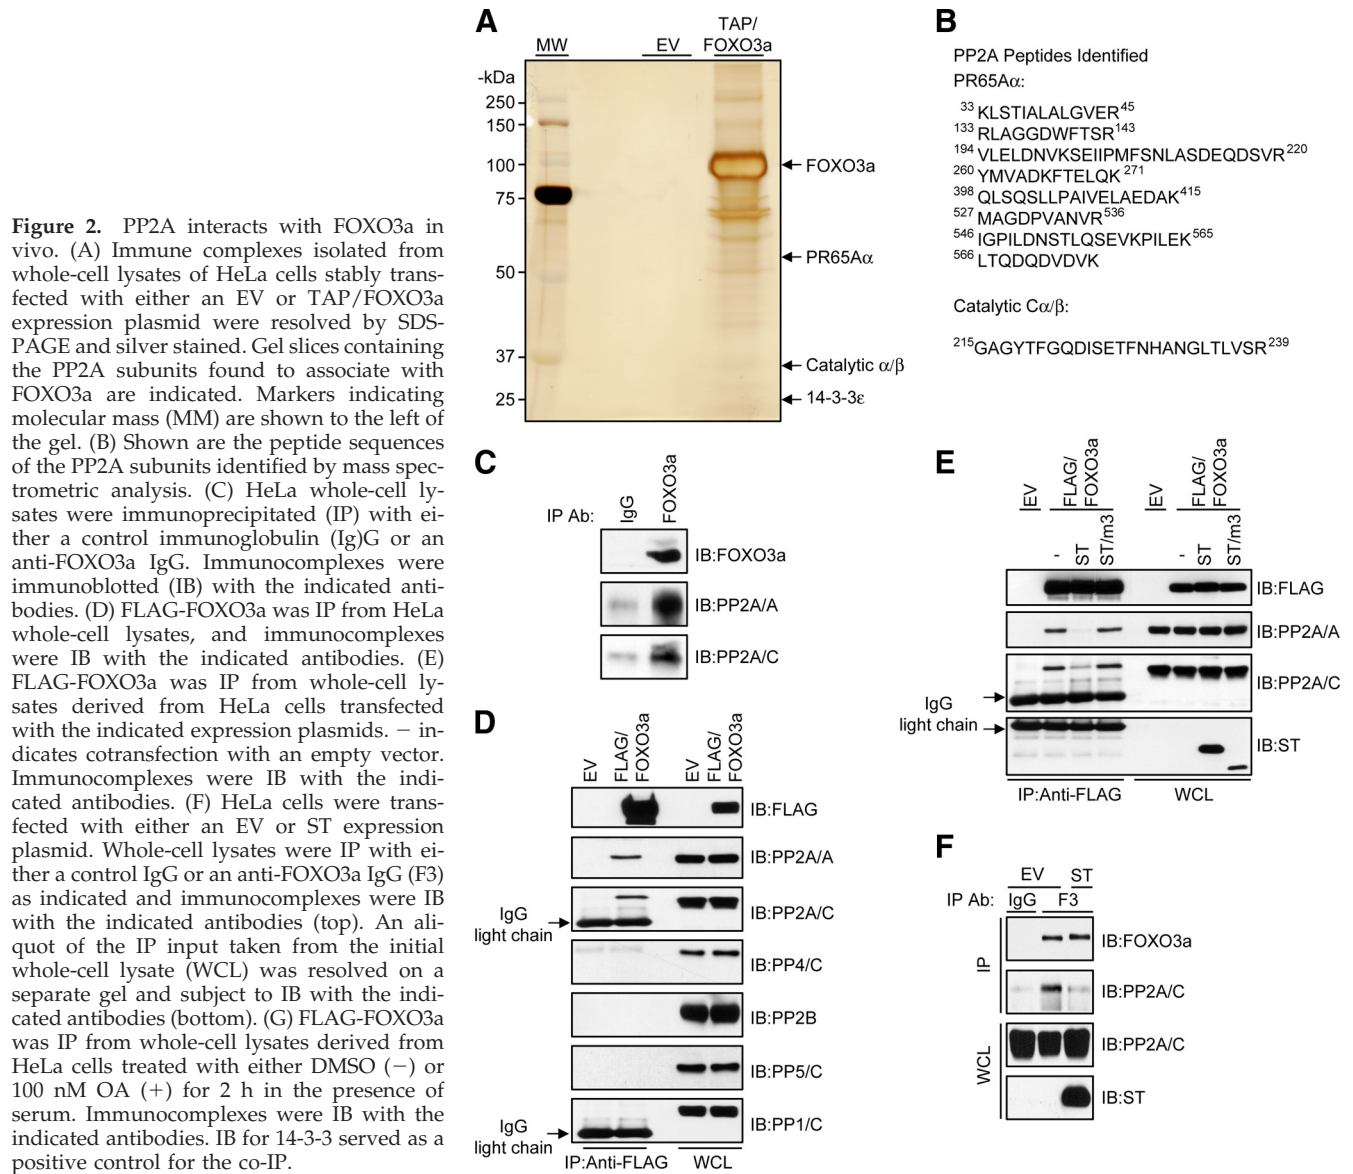 Figure 2. PP2A interacts with FOXO3a in
vivo. (A) Immune complexes isolated from
whole-cell lysates of HeLa cells stably trans-
fected with either an EV or TAP/FOXO3a
expression plasmid were resolved by SDS-
PAGE and silver stained. Gel slices containing
the PP2A subunits found to associate with
FOXO3a are indicated. Markers indicating
molecular mass (MM) are shown to the left of
the gel. (B) Shown are the peptide sequences
of the PP2A subunits identified by mass spec-
trometric analysis. (C) HeLa whole-cell ly-
sates were immunoprecipitated (IP) with ei-
ther a control immunoglobulin (Ig)G or an
anti-FOXO3a IgG. Immunocomplexes were
immunoblotted (IB) with the indicated anti-
bodies. (D) FLAG-FOXO3a was IP from HeLa
whole-cell lysates, and immunocomplexes
were IB with the indicated antibodies. (E)
FLAG-FOXO3a was IP from whole-cell ly-
sates derived from HeLa cells transfected
with the indicated expression plasmids. − in-
dicates cotransfection with an empty vector.
Immunocomplexes were IB with the indi-
cated antibodies. (F) HeLa cells were trans-
fected with either an EV or ST expression
plasmid. Whole-cell lysates were IP with ei-
ther a control IgG or an anti-FOXO3a IgG (F3)
as indicated and immunocomplexes were IB
with the indicated antibodies (top). An ali-
quot of the IP input taken from the initial
whole-cell lysate (WCL) was resolved on a
separate gel and subject to IB with the indi-
cated antibodies (bottom). (G) FLAG-FOXO3a
was IP from whole-cell lysates derived from
HeLa cells treated with either DMSO (−) or
100 nM OA (+) for 2 h in the presence of
serum. Immunocomplexes were IB with the
indicated antibodies. IB for 14-3-3 served as a
positive control for the co-IP.
A
TAP/
MW EV FOXO3a
-kDa
250
150
100
75
50
37
25
FOXO3a
PR65Aα
Catalytic α/β
14-3-3ε
B
PP2A Peptides Identified
PR65Aα:
33 KLSTIALALGVER 45
133 RLAGGDWFTSR 143
194 VLELDNVKSEIIPMFSNLASDEQDSVR 220
260 YMVADKFTELQK 271
398 QLSQSLLPAIVELAEDAK 415
527 MAGDPVANVR 536
546 IGPILDNSTLQSEVKPILEK 565
566 LTQDQDVDVK
Catalytic Cα/β:
215 GAGYTFGQDISETFNHANGLTLVSR 239
C
IP Ab: IgG FOXO3a
IB:FOXO3a
IB:PP2A/A
IB:PP2A/C
D
EV FLAG/ FOXO3a EV FLAG/ FOXO3a
IB:FLAG
IB:PP2A/A
IB:PP2A/C
IgG
light chain
IB:PP4/C
IB:PP2B
IB:PP5/C
IB:PP1/C
IgG
light chain
IP:Anti-FLAG WCL
E
EV FLAG/ FOXO3a EV FLAG/ FOXO3a
- ST ST/m3 - ST ST/m3
IB:FLAG
IB:PP2A/A
IB:PP2A/C
IgG
light chain
IB:ST
IP:Anti-FLAG WCL
F
EV ST
IP Ab: IgG F3
IP
IB:FOXO3a
IB:PP2A/C
WCL
IB:PP2A/C
IB:ST